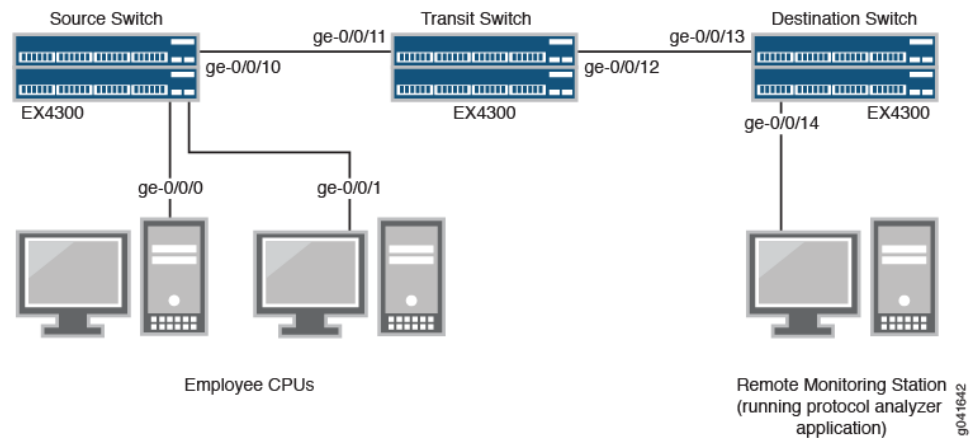 Source Switch
Transit Switch
Destination Switch
ge-0/0/11
ge-0/0/13
ge-0/0/10
ge-0/0/12
EX4300
EX4300
EX4300
ge-0/0/14
ge-0/0/0
ge-0/0/1
Employee CPUs
Remote Monitoring Station
(running protocol analyzer
application)
g041642